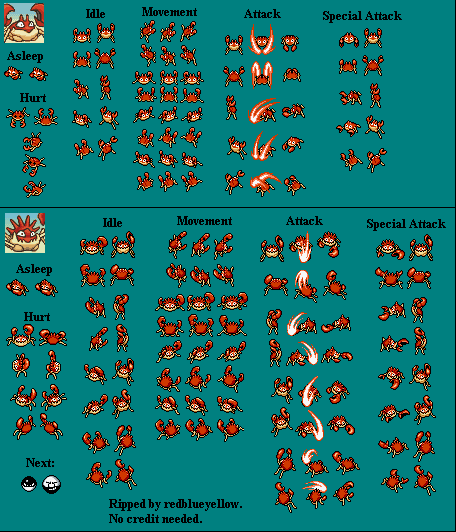 Idle
Movement
Attack
Special Attack
Asleep
Hurt
Idle
Movement
Attack
Special Attack
Asleep
Hurt
Next:
Ripped by redblueyellow.
No credit needed.